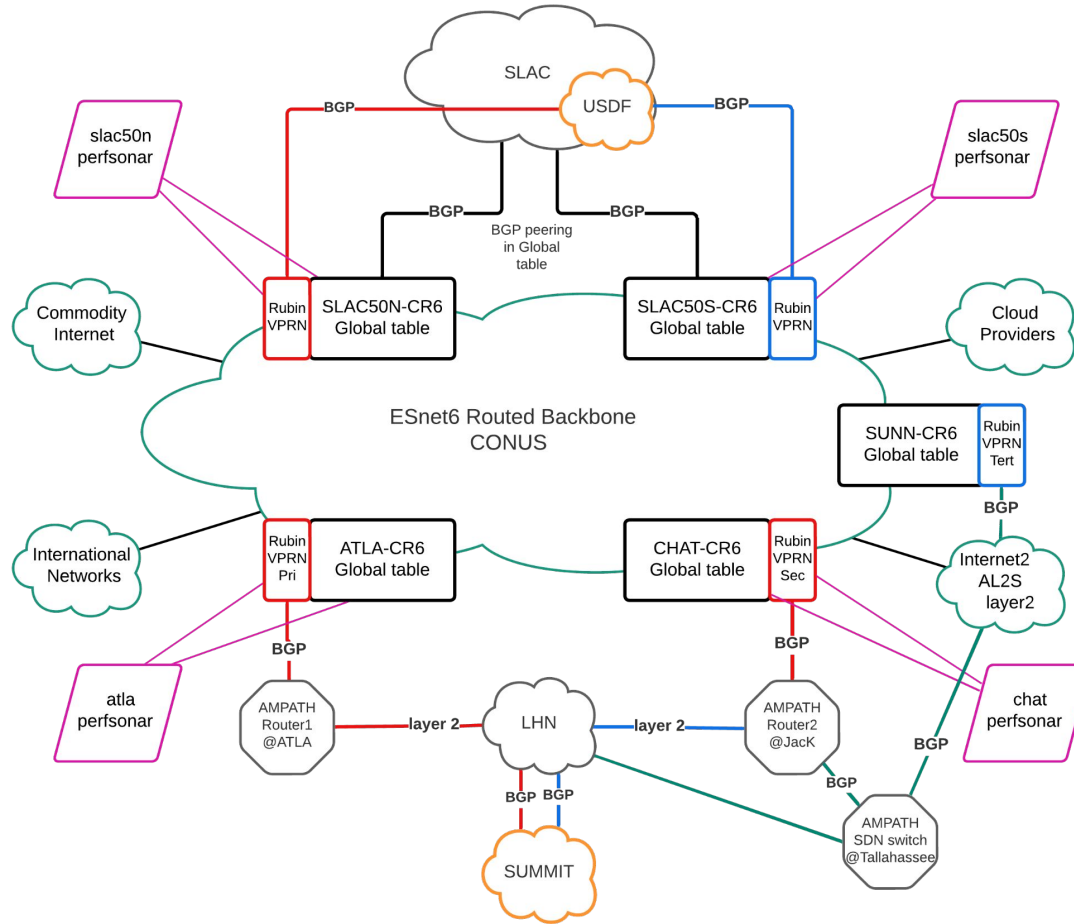 SLAC
USDF
BGP
BGP
slac50n
perfsonar
slac50s
perfsonar
BGP
BGP
BGP peering
in Global
table
Rubin
VPRN
SLAC50N-CR6
Global table
SLAC50S-CR6
Global table
Rubin
VPRN
Commodity
Internet
Cloud
Providers
ESnet6 Routed Backbone
CONUS
SUNN-CR6
Global table
Rubin
VPRN
Tert
BGP
International
Networks
Rubin
VPRN
Pri
ATLA-CR6
Global table
CHAT-CR6
Global table
Rubin
VPRN
Sec
Internet2
AL2S
layer2
BGP
BGP
atla
perfsonar
AMPATH
Router1
@ATLA
layer 2
LHN
layer 2
AMPATH
Router2
@JacK
chat
perfsonar
BGP
BGP
BGP
BGP
SUMMIT
AMPATH
SDN switch
@Tallahassee